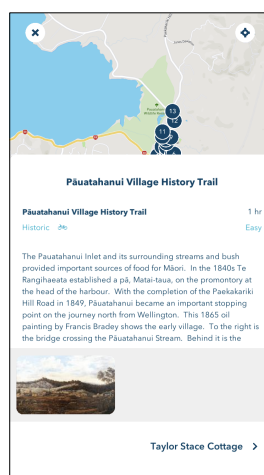 13
12
11
9
8
Pāuatahanui Village History Trail
Pāuatahanui Village History Trail
1 hr
Historic
Easy
The Pauatahanui Inlet and its surrounding streams and bush
provided important sources of food for Māori. In the 1840s Te
Rangihaeata established a pā, Matai-taua, on the promontory at
the head of the harbour. With the completion of the Paekakariki
Hill Road in 1849, Pāuatahanui became an important stopping
point on the journey north from Wellington. This 1865 oil
painting by Francis Bradey shows the early village. To the right is
the bridge crossing the Pāuatahanui Stream. Behind it is the
Taylor Stace Cottage